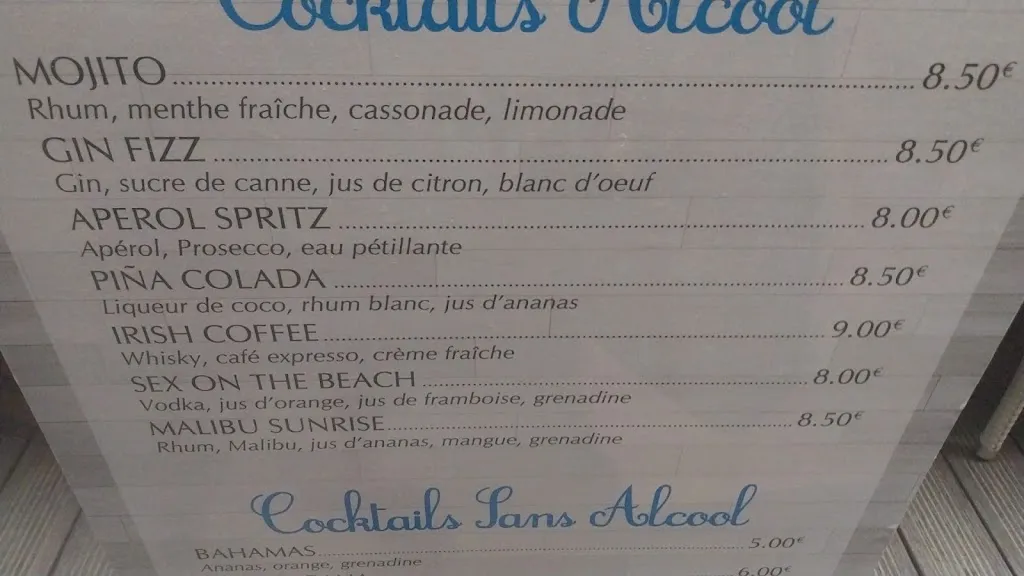 Cocktails Alcool
MOJITO 8.50€
Rhum, menthe fraîche, cassonade, limonade
GIN FIZZ 8.50€
Gin, sucre de canne, jus de citron, blanc d'oeuf
APEROL SPRITZ 8.00€
Apérol, Prosecco, eau pétillante
PIÑA COLADA 8.50€
Liqueur de coco, rhum blanc, jus d'ananas
IRISH COFFEE 9.00€
Whisky, café expresso, crème fraîche
SEX ON THE BEACH 8.00€
Vodka, jus d'orange, jus de framboise, grenadine
MALIBU SUNRISE 8.50€
Rhum, Malibu, jus d'ananas, mangue, grenadine
Cocktails Sans Alcool
BAHAMAS 5.00€
Ananas, orange, grenadine
6.00€